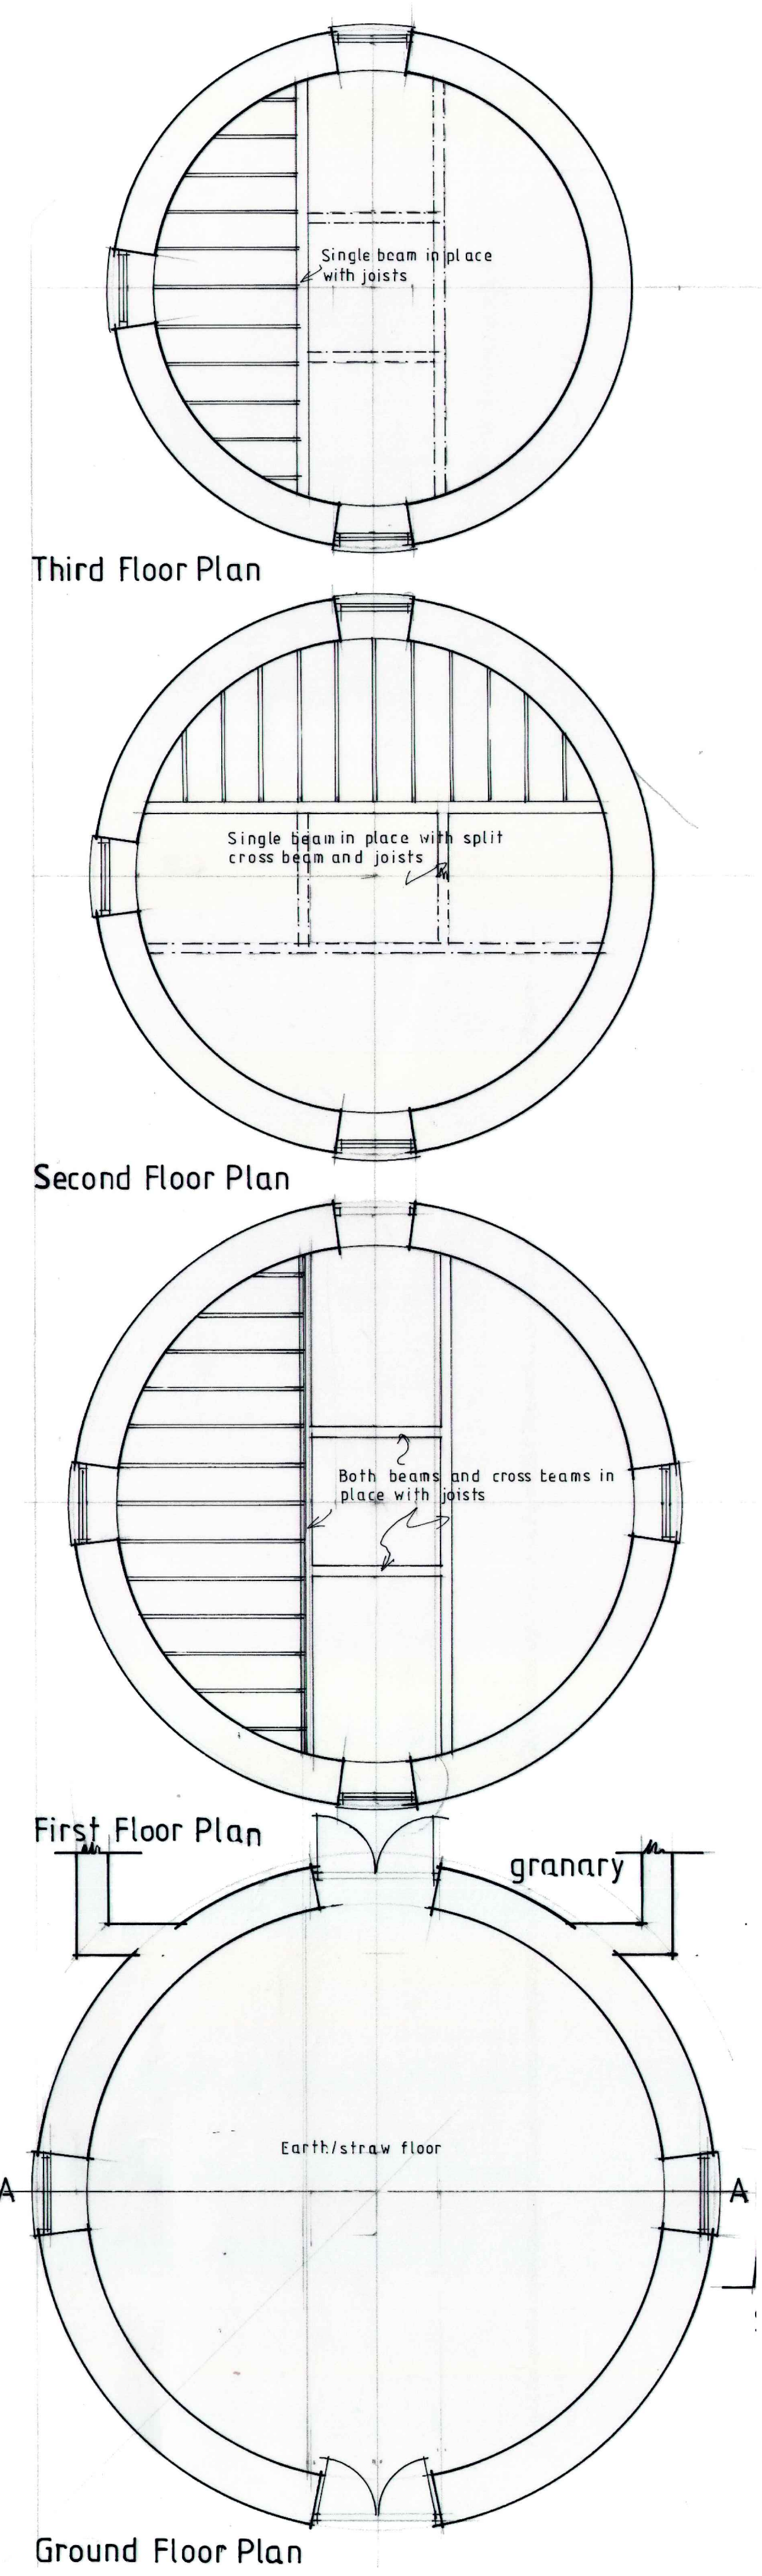 Single beam in place
with joists
Third Floor Plan
Single beam in place with split
cross beam and joists
Second Floor Plan
Both beams and cross beams in
place with joists
First Floor Plan
granary
Earth/straw floor
A
A
Ground Floor Plan